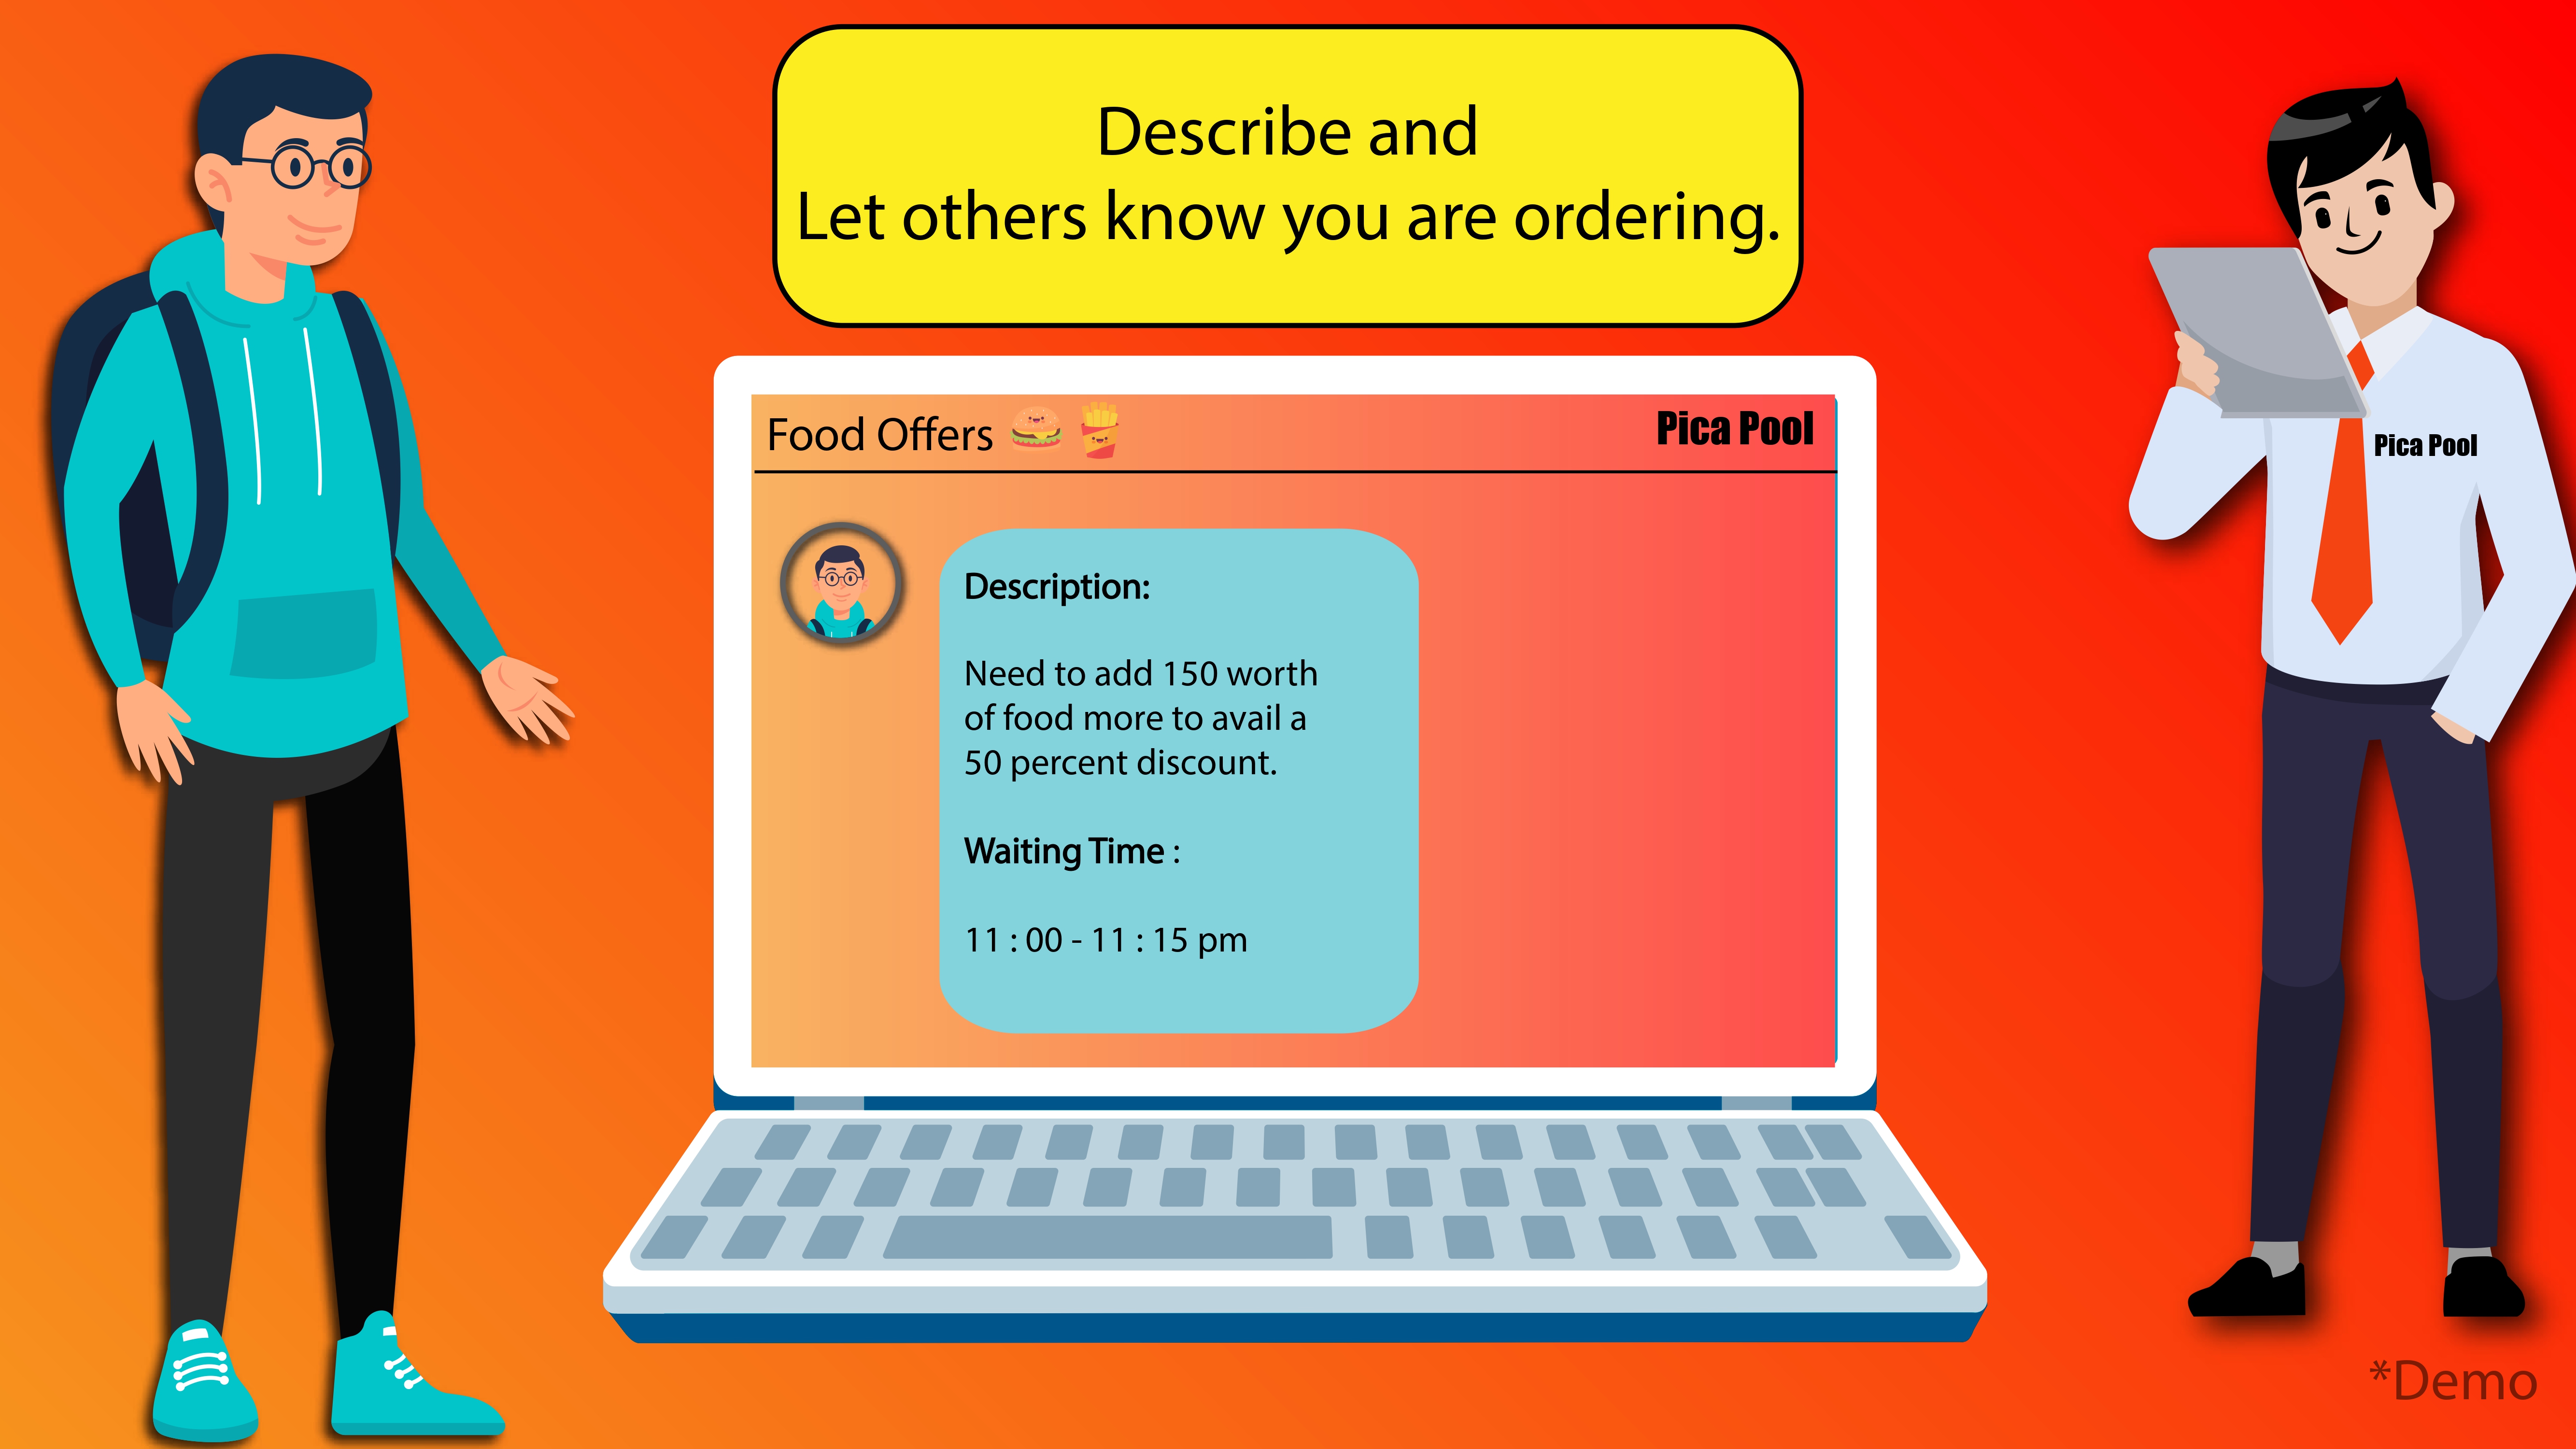 Describe and
Let others know you are ordering.
Food Offers
Pica Pool
Pica Pool
Description:
Need to add 150 worth
of food more to avail a
50 percent discount.
Waiting Time :
11 : 00 - 11 : 15 pm
*Demo